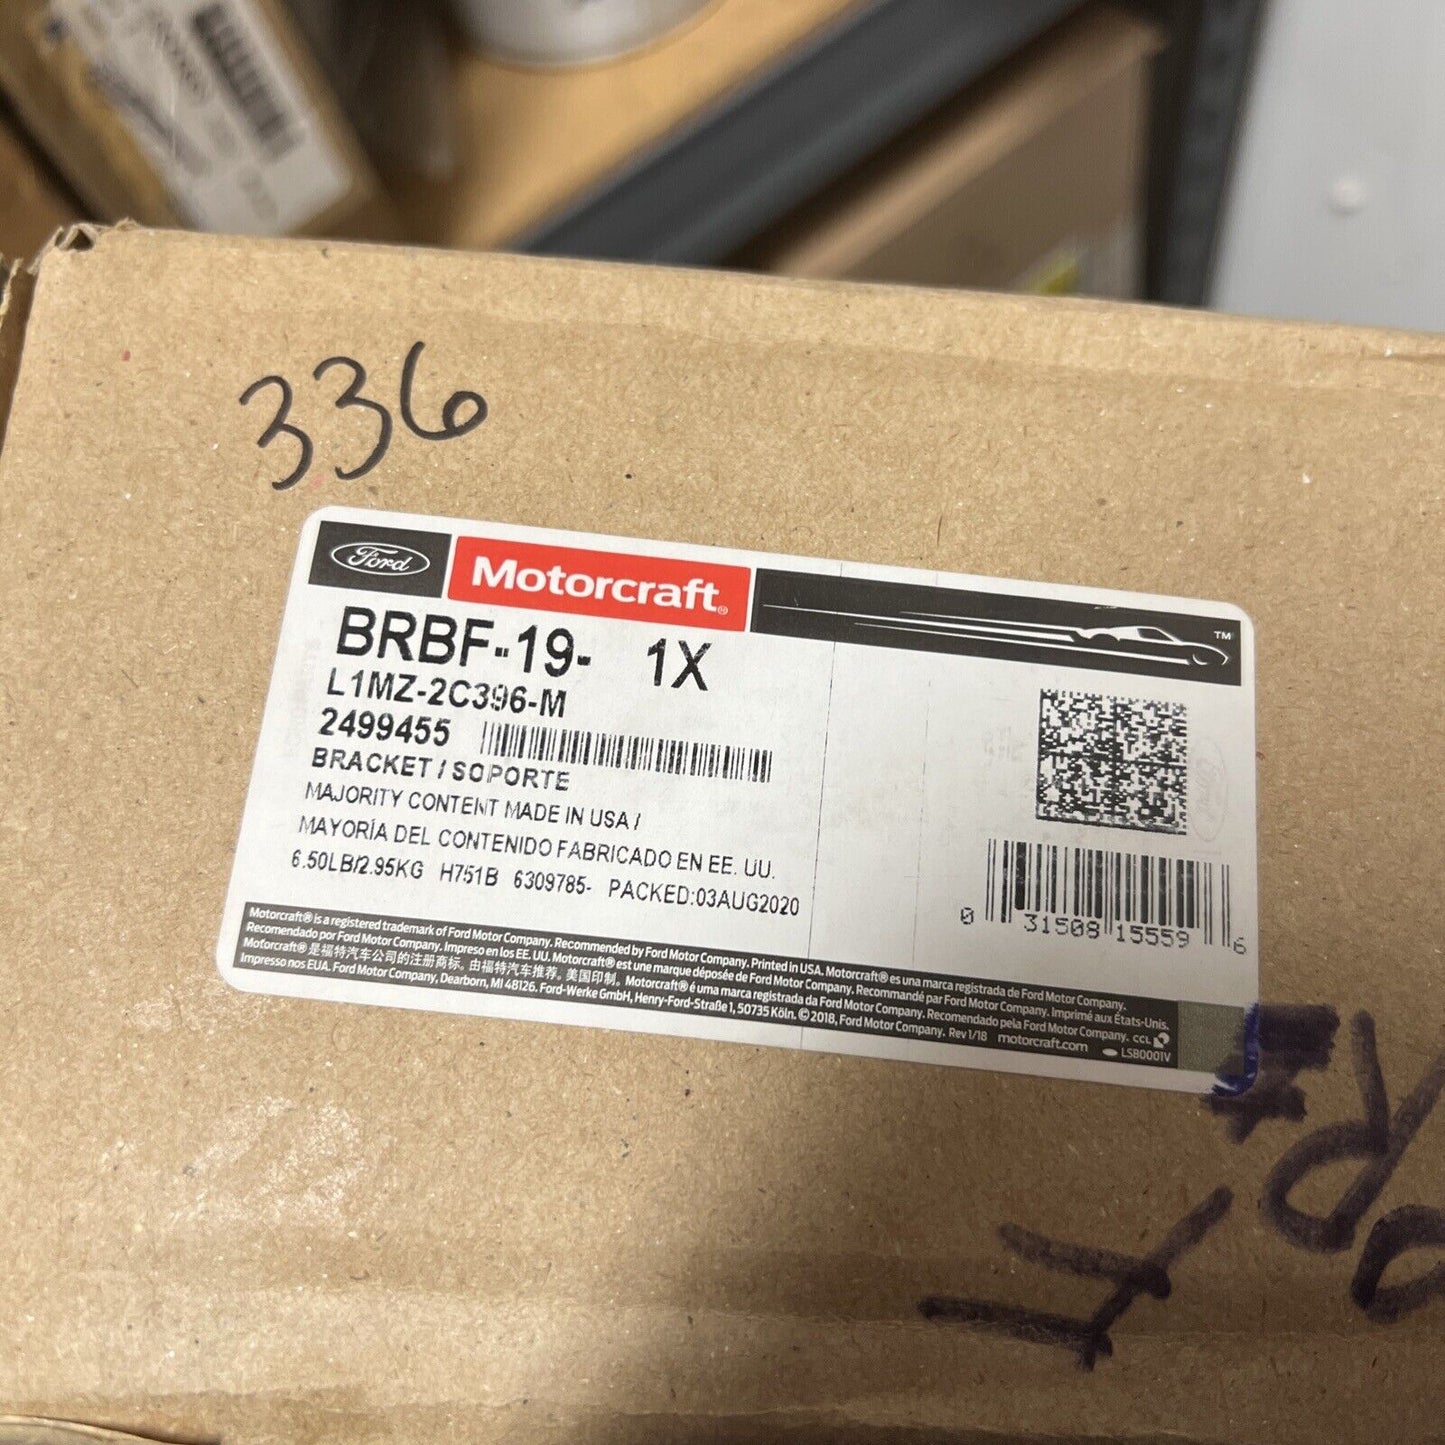 336
Ford Motorcraft® TM
BRBF-19- 1X
L1MZ-2C396-M
2499455
BRACKET / SOPORTE
MAJORITY CONTENT MADE IN USA /
MAYORÍA DEL CONTENIDO FABRICADO EN EE. UU.
6.50LB/2.95KG H751B 6309785- PACKED:03AUG2020
0 31508 15559 6
Motorcraft® is a registered trademark of Ford Motor Company. Recommended by Ford Motor Company. Printed in USA. Motorcraft® es una marca registrada de Ford Motor Company.
Recomendado por Ford Motor Company. Impreso en los EE. UU. Motorcraft® est une marque déposée de Ford Motor Company. Recommandé par Ford Motor Company. Imprimé aux États-Unis.
Motorcraft® 是福特汽车公司的注册商标。由福特汽车推荐。美国印制。 Motorcraft® é uma marca registrada da Ford Motor Company. Recomendado pela Ford Motor Company. CCL
Impresso nos EUA. Ford Motor Company, Dearborn, MI 48126. Ford-Werke GmbH, Henry-Ford-Straße 1, 50735 Köln. © 2018, Ford Motor Company. Rev 1/18 motorcraft.com LSB0001V